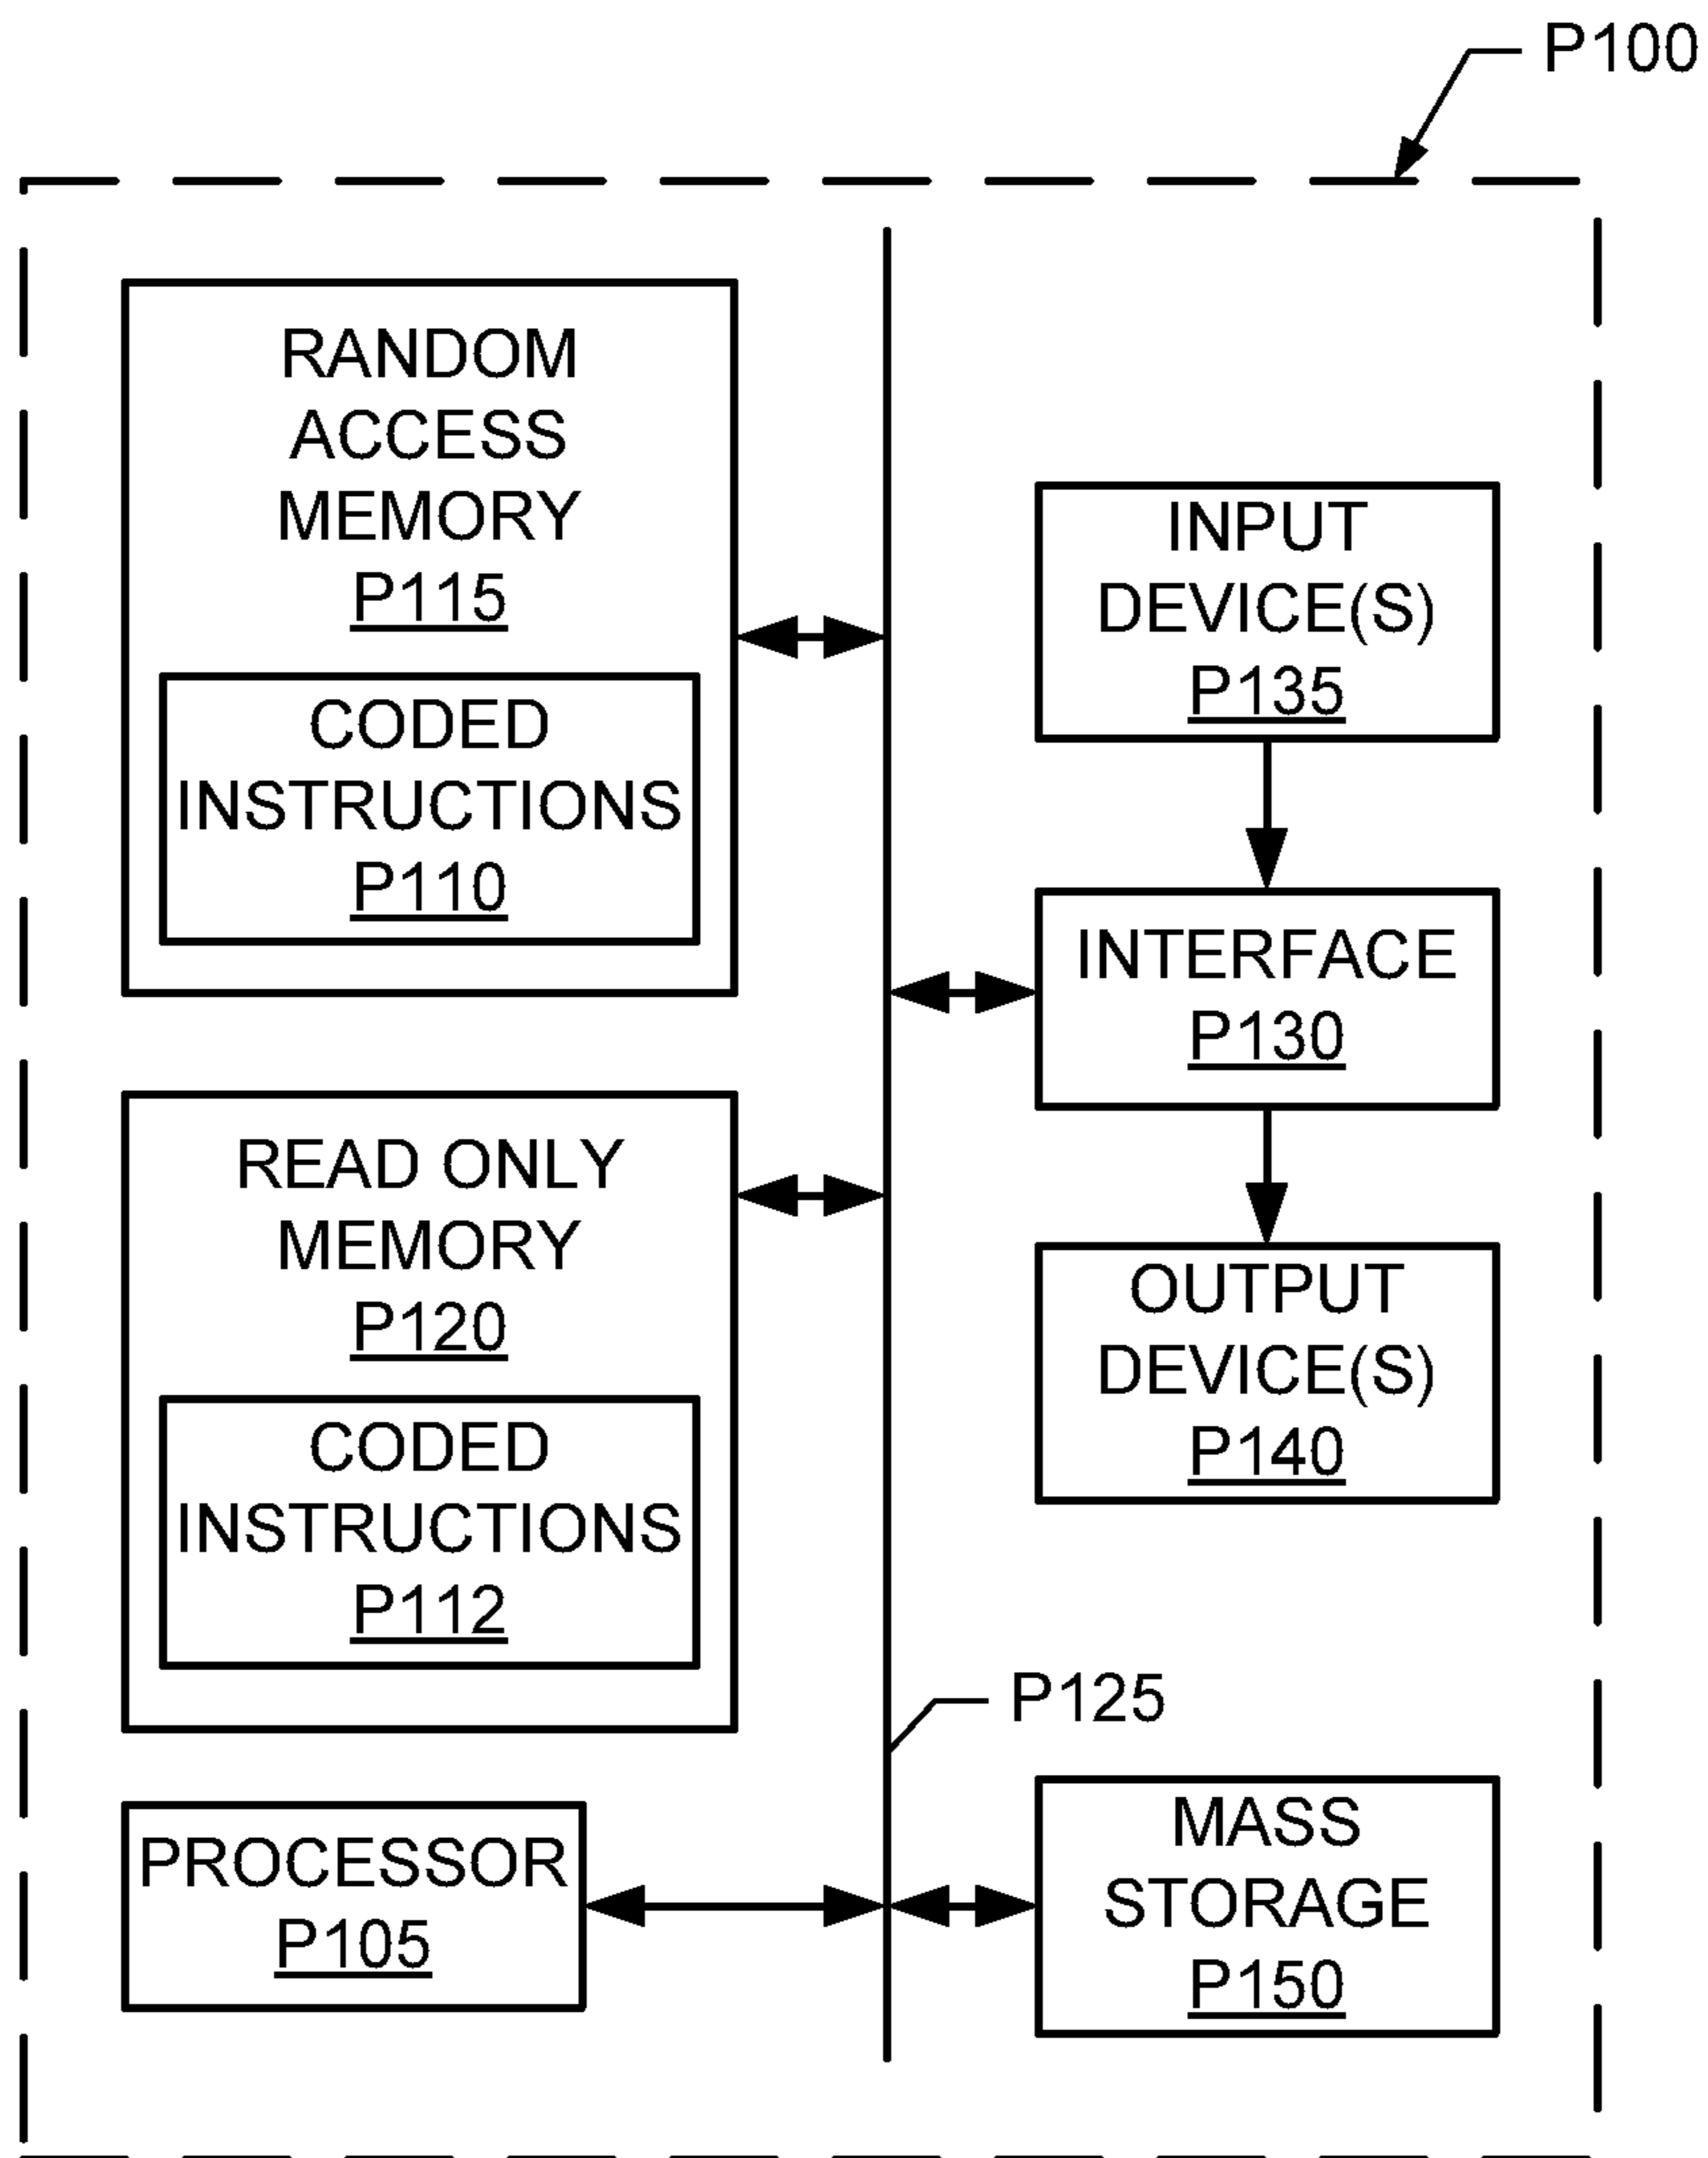 P100
RANDOM
ACCESS
MEMORY
P115
CODED
INSTRUCTIONS
P110
READ ONLY
MEMORY
P120
CODED
INSTRUCTIONS
P112
PROCESSOR
P105
INPUT
DEVICE(S)
P135
INTERFACE
P130
OUTPUT
DEVICE(S)
P140
P125
MASS
STORAGE
P150